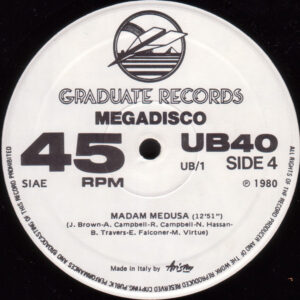 GRADUATE RECORDS
MEGADISCO
45
RPM
SIAE
UB40
UB/1
SIDE 4
℗ 1980
MADAM MEDUSA (12'51")
(J. Brown-A. Campbell-R. Campbell-N. Hassan-
B. Travers-E. Falconer-M. Virtue)
Made in Italy by Ariston
ALL RIGHTS OF THE RECORD PRODUCER AND OF THE OWNER OF THE WORK REPRODUCED RESERVED COPYING, PUBLIC PERFORMANCES AND BROADCASTING OF THIS RECORD PROHIBITED